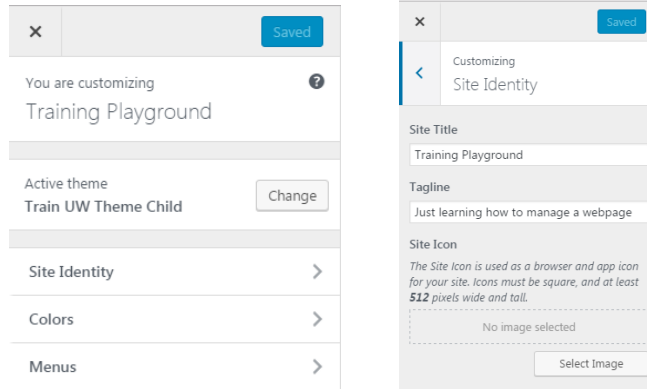 Saved
You are customizing
Training Playground
Active theme
Train UW Theme Child
Change
Site Identity
Colors
Menus
Saved
Customizing
Site Identity
Site Title
Training Playground
Tagline
Just learning how to manage a webpage
Site Icon
The Site Icon is used as a browser and app icon
for your site. Icons must be square, and at least
512 pixels wide and tall.
No image selected
Select Image